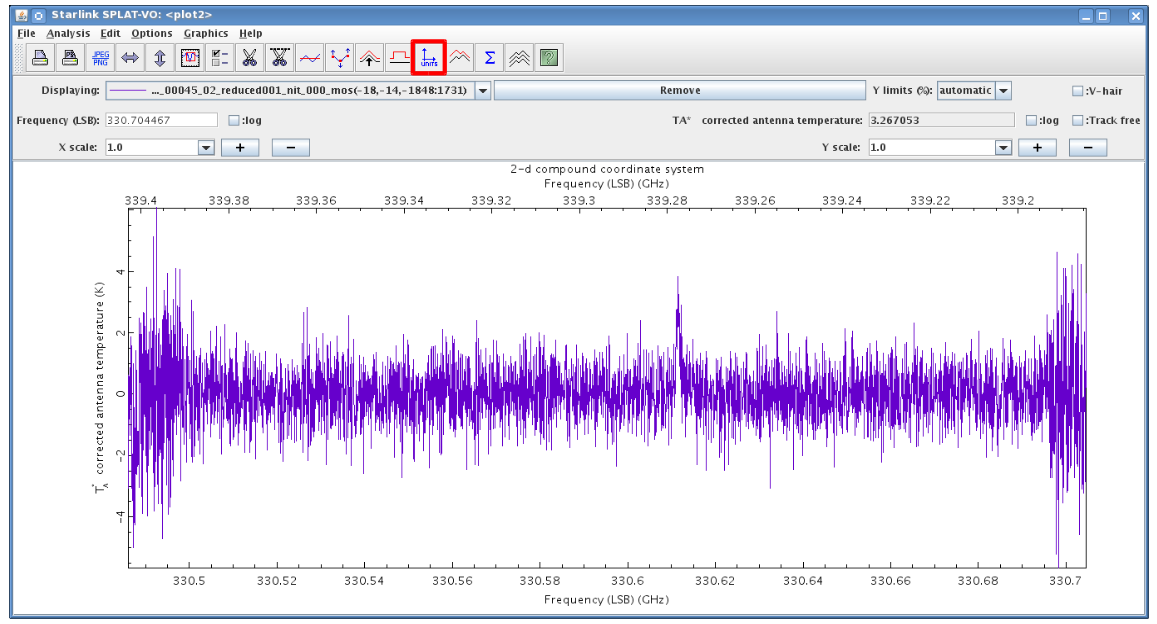 Starlink SPLAT-VO: <plot2>
File Analysis Edit Options Graphics Help
JPEG PNG UNITS Σ ?
Displaying: ..._00045_02_reduced001_nit_000_mos(-18,-14,-1848:1731) Remove Y limits (%): automatic :V-hair
Frequency (LSB): 330.704467 :log TA* corrected antenna temperature: 3.267053 :log :Track free
X scale: 1.0 + − Y scale: 1.0 + −
2-d compound coordinate system
Frequency (LSB) (GHz)
339.4 339.38 339.36 339.34 339.32 339.3 339.28 339.26 339.24 339.22 339.2
T*A corrected antenna temperature (K)
4
2
0
-2
-4
330.5 330.52 330.54 330.56 330.58 330.6 330.62 330.64 330.66 330.68 330.7
Frequency (LSB) (GHz)